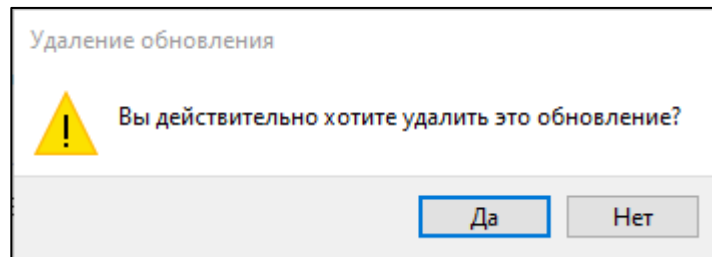 Удаление обновления
Вы действительно хотите удалить это обновление?
Да
Нет